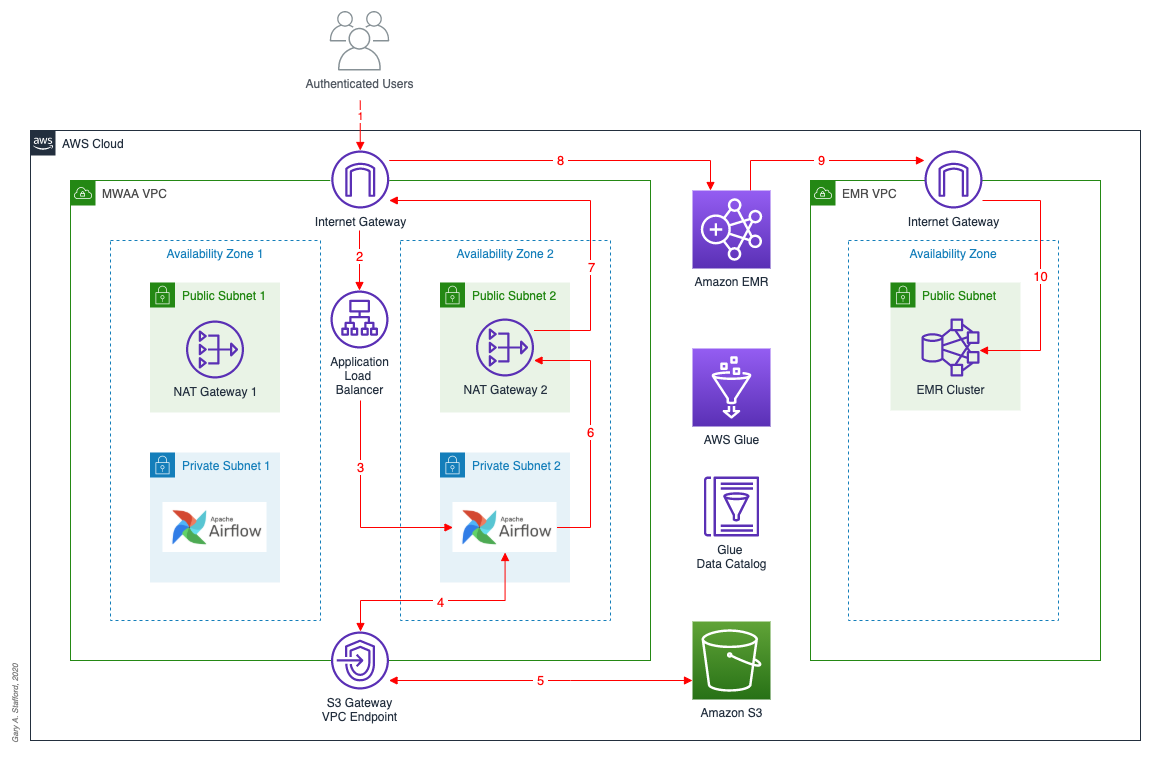 Authenticated Users
1
aws
AWS Cloud
8
9
MWAA VPC
EMR VPC
Internet Gateway
Internet Gateway
Availability Zone 1
2
Availability Zone 2
7
Amazon EMR
Availability Zone
10
Public Subnet 1
Public Subnet 2
Public Subnet
NAT Gateway 1
Application
Load
Balancer
NAT Gateway 2
EMR Cluster
6
AWS Glue
Private Subnet 1
3
Private Subnet 2
Apache
Airflow
Apache
Airflow
Glue
Data Catalog
4
5
S3 Gateway
VPC Endpoint
Amazon S3
Gary A. Stafford, 2020